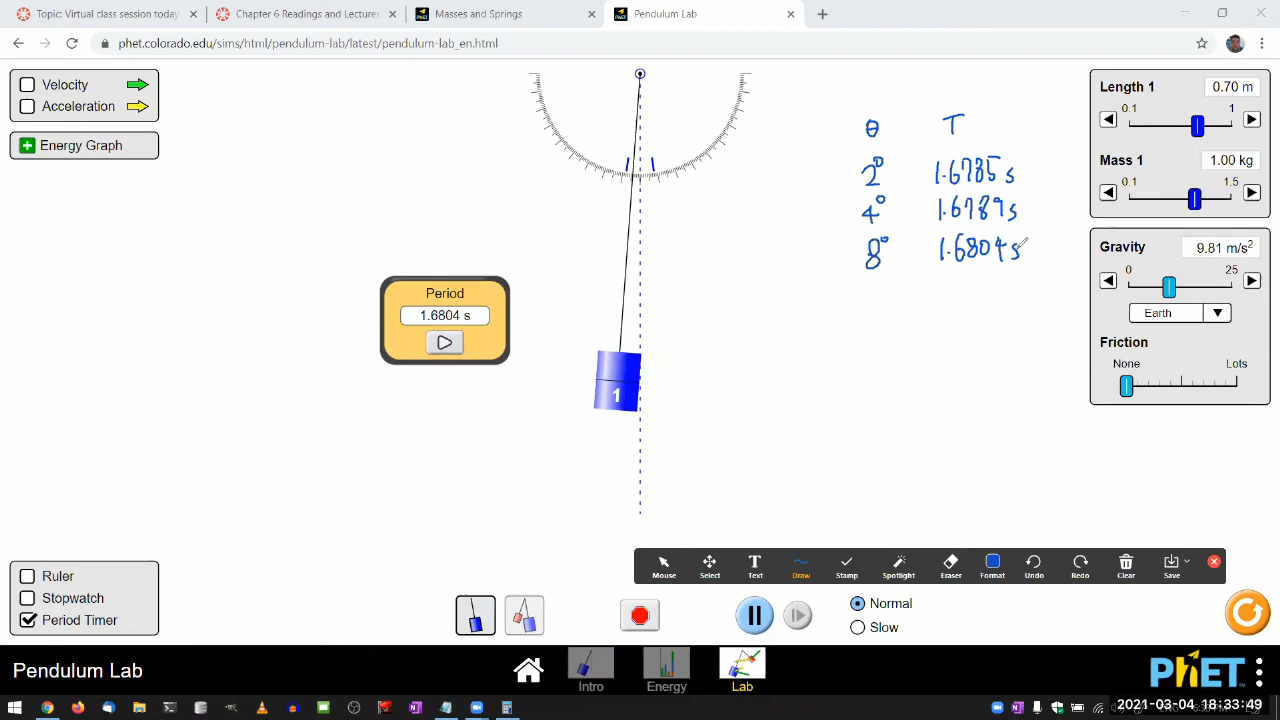 Topic: Virtual class session today
Chapter 6 Readings and Lecture
Masses and Springs
Pendulum Lab
phet.colorado.edu/sims/html/pendulum-lab/latest/pendulum-lab_en.html
Velocity
Acceleration
Energy Graph
Period
1.6804 s
1
θ T
2° 1.6785 s
4° 1.6789 s
8° 1.6804 s
Length 1 0.70 m
0.1 1
Mass 1 1.00 kg
0.1 1.5
Gravity 9.81 m/s²
0 25
Earth
Friction
None Lots
Mouse Select Text Draw Stamp Spotlight Eraser Format Undo Redo Clear Save
Ruler
Stopwatch
Period Timer
Normal
Slow
Pendulum Lab
Intro Energy Lab
PhET
2021-03-04 18:33:49